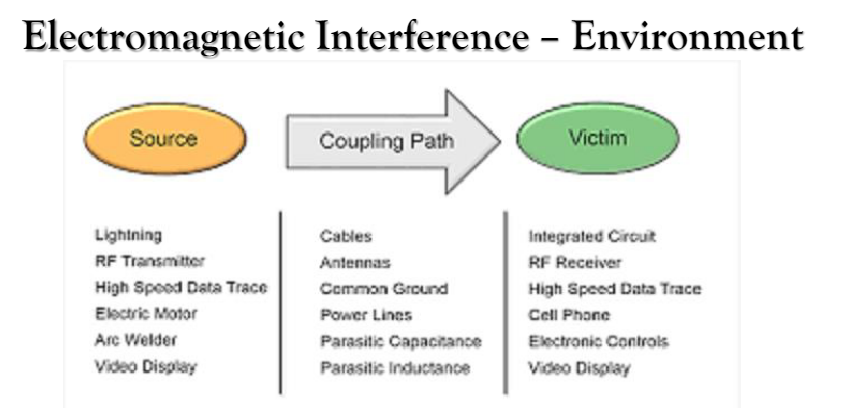 Electromagnetic Interference – Environment
Source
Coupling Path
Victim
Lightning
RF Transmitter
High Speed Data Trace
Electric Motor
Arc Welder
Video Display
Cables
Antennas
Common Ground
Power Lines
Parasitic Capacitance
Parasitic Inductance
Integrated Circuit
RF Receiver
High Speed Data Trace
Cell Phone
Electronic Controls
Video Display